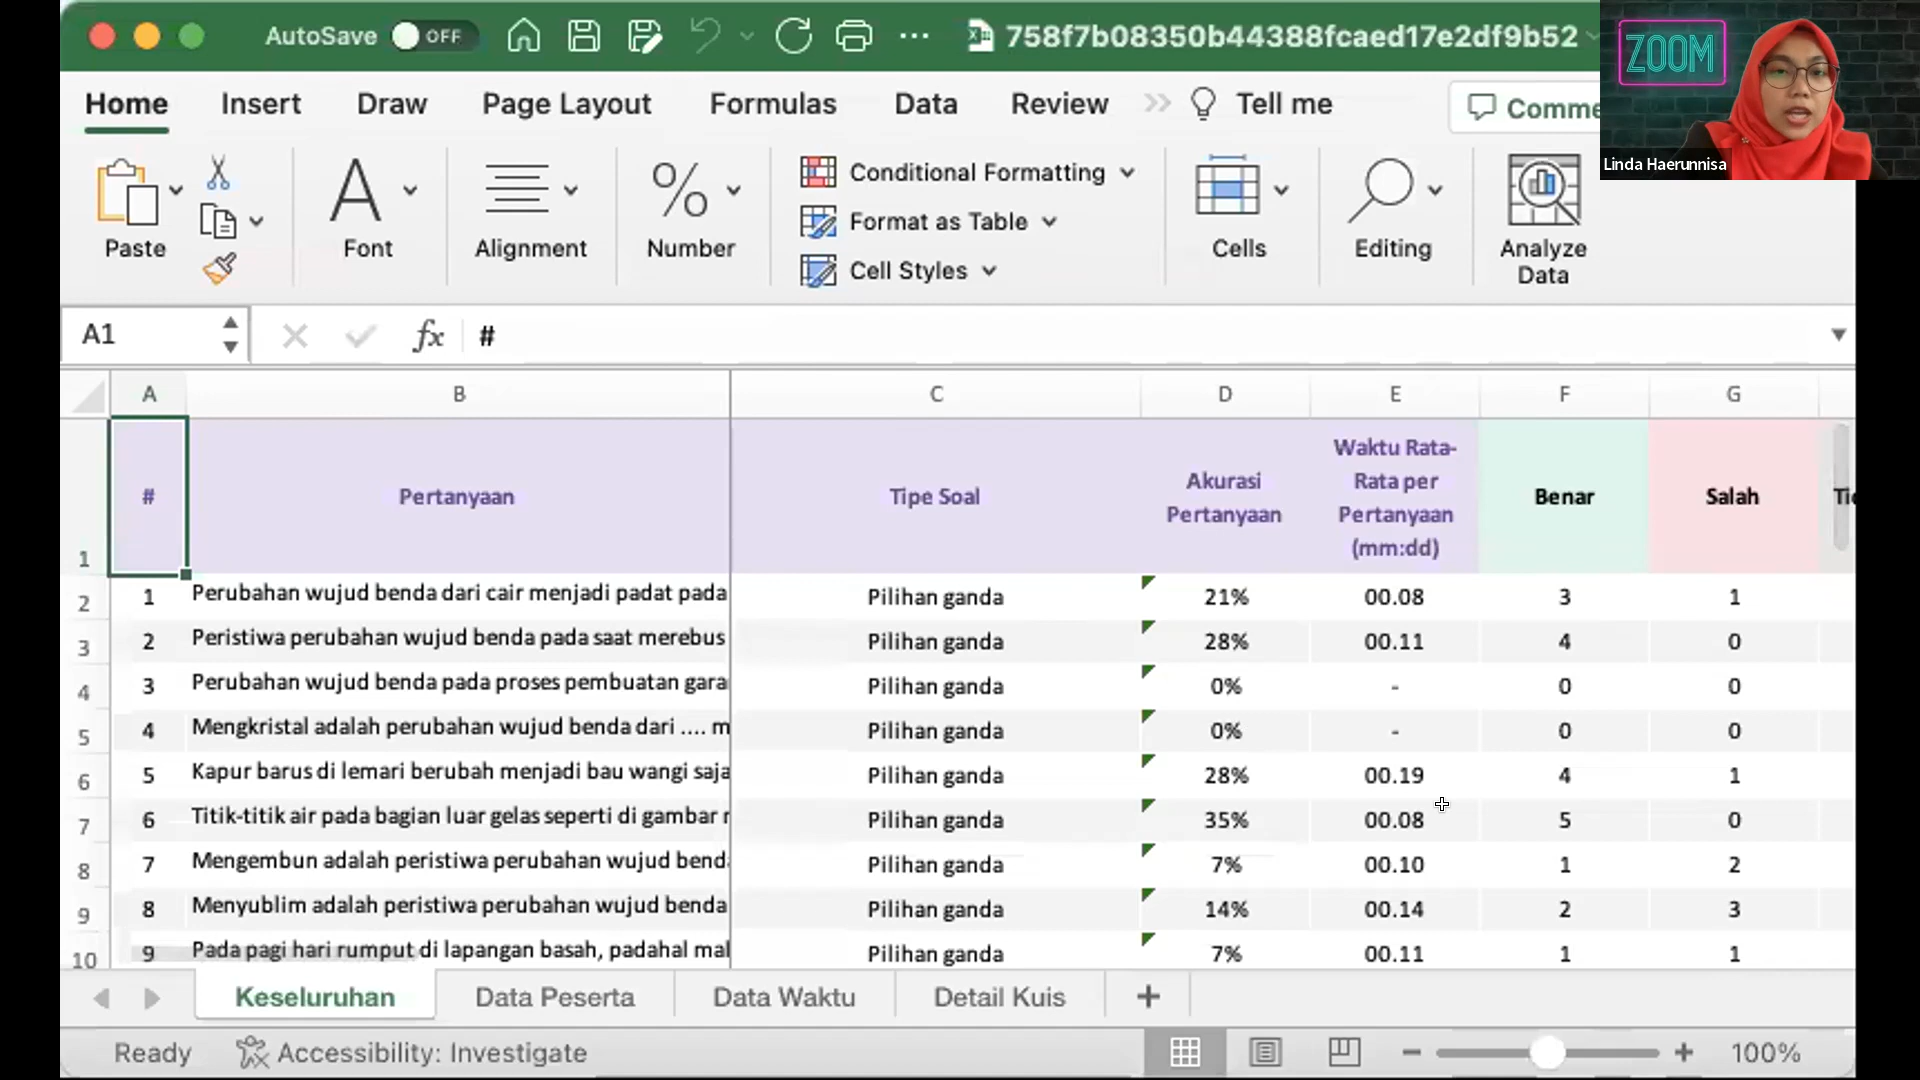 AutoSave OFF 758f7b08350b44388fcaed17e2df9b52
ZOOM
Linda Haerunnisa
Home Insert Draw Page Layout Formulas Data Review Tell me Comme
Paste Font Alignment Number
Conditional Formatting
Format as Table
Cell Styles
Cells Editing Analyze
Data
A1 fx #
A B C D E F G
1 # Pertanyaan Tipe Soal Akurasi
Pertanyaan Waktu Rata-
Rata per
Pertanyaan
(mm:dd) Benar Salah
2 1 Perubahan wujud benda dari cair menjadi padat pada Pilihan ganda 21% 00.08 3 1
3 2 Peristiwa perubahan wujud benda pada saat merebus Pilihan ganda 28% 00.11 4 0
4 3 Perubahan wujud benda pada proses pembuatan gara Pilihan ganda 0% - 0 0
5 4 Mengkristal adalah perubahan wujud benda dari .... m Pilihan ganda 0% - 0 0
6 5 Kapur barus di lemari berubah menjadi bau wangi saja Pilihan ganda 28% 00.19 4 1
7 6 Titik-titik air pada bagian luar gelas seperti di gambar Pilihan ganda 35% 00.08 5 0
8 7 Mengembun adalah peristiwa perubahan wujud bend Pilihan ganda 7% 00.10 1 2
9 8 Menyublim adalah peristiwa perubahan wujud benda Pilihan ganda 14% 00.14 2 3
10 9 Pada pagi hari rumput di lapangan basah, padahal mal Pilihan ganda 7% 00.11 1 1
Keseluruhan Data Peserta Data Waktu Detail Kuis +
Ready Accessibility: Investigate 100%